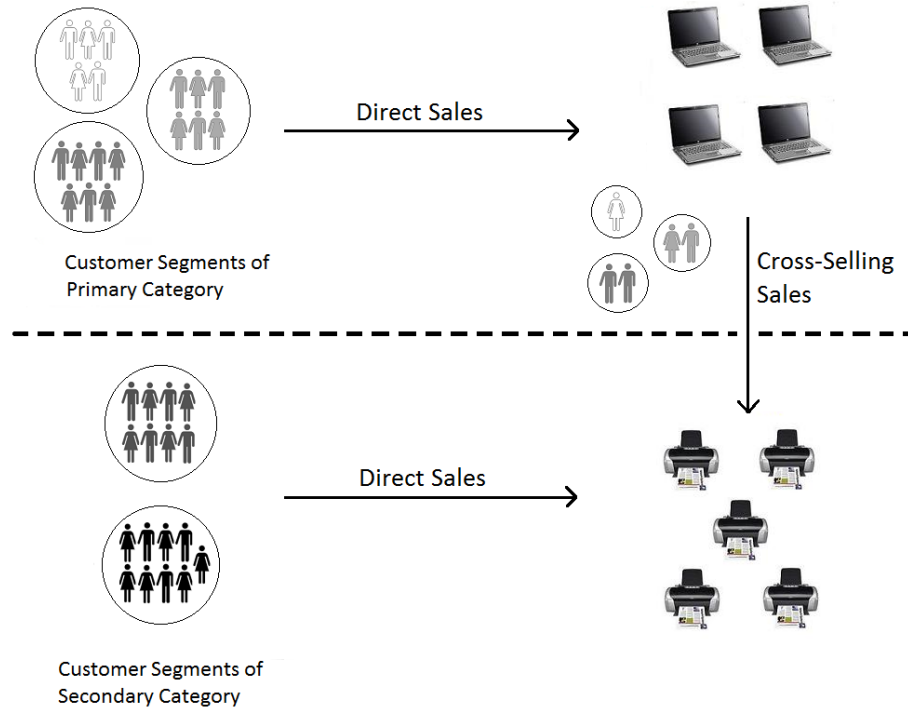 Direct Sales
Customer Segments of
Primary Category
Cross-Selling
Sales
Direct Sales
Customer Segments of
Secondary Category